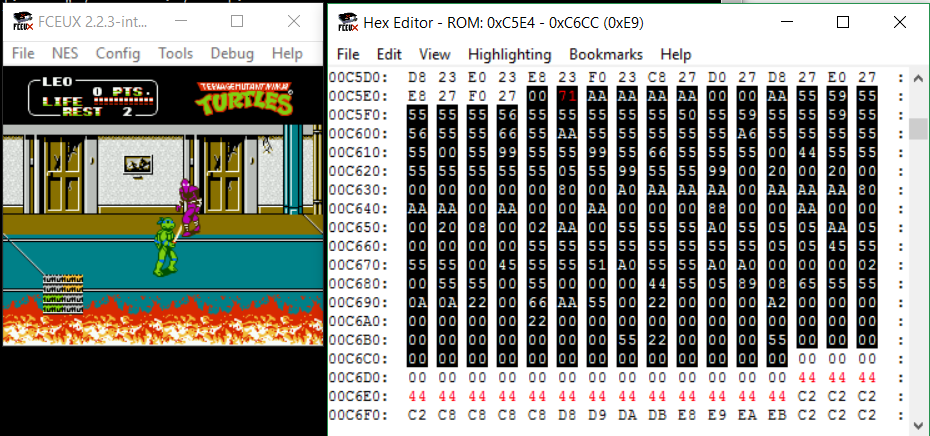 FCEUX 2.2.3-int...
File NES Config Tools Debug Help
LEO
0 PTS.
LIFE
REST 2
TEENAGE MUTANT NINJA
TURTLES
Hex Editor - ROM: 0xC5E4 - 0xC6CC (0xE9)
File Edit View Highlighting Bookmarks Help
00C5D0: D8 23 E0 23 E8 23 F0 23 C8 27 D0 27 D8 27 E0 27 :
00C5E0: E8 27 F0 27 00 71 AA AA AA AA 00 00 AA 55 59 55 :
00C5F0: 55 55 55 56 55 55 55 55 55 50 55 59 55 55 59 55 :
00C600: 56 55 55 66 55 AA 55 55 55 55 55 A6 55 55 55 55 :
00C610: 55 00 55 99 55 55 99 55 66 55 55 55 00 44 55 55 :
00C620: 55 55 55 55 55 05 55 99 55 55 99 00 20 00 20 00 :
00C630: 00 00 00 00 00 80 00 A0 AA AA AA 00 AA AA AA 80 :
00C640: AA AA 00 AA 00 00 AA 00 00 00 88 00 00 AA 00 00 :
00C650: 00 20 08 00 02 AA 00 55 55 55 A0 55 05 05 AA 05 :
00C660: 00 00 00 00 55 55 55 55 55 55 55 55 05 05 45 05 :
00C670: 55 55 00 45 55 55 51 A0 55 55 A0 A0 00 00 00 02 :
00C680: 00 55 55 00 55 00 00 00 44 55 05 89 08 65 55 55 :
00C690: 0A 0A 22 00 66 AA 55 00 22 00 00 00 A2 00 00 00 :
00C6A0: 00 00 00 00 22 00 00 00 00 00 00 00 00 00 00 00 :
00C6B0: 00 00 00 00 00 00 00 55 22 00 00 00 55 00 00 00 :
00C6C0: 00 00 00 00 00 00 00 00 00 00 00 00 00 00 00 00 :
00C6D0: 00 00 00 00 00 00 00 00 00 00 00 00 00 44 44 44 :
00C6E0: 44 44 44 44 44 44 44 44 44 44 44 44 44 C2 C2 C2 :
00C6F0: C2 C8 C8 C8 C8 D8 D9 DA DB E8 E9 EA EB C2 C2 C2 :